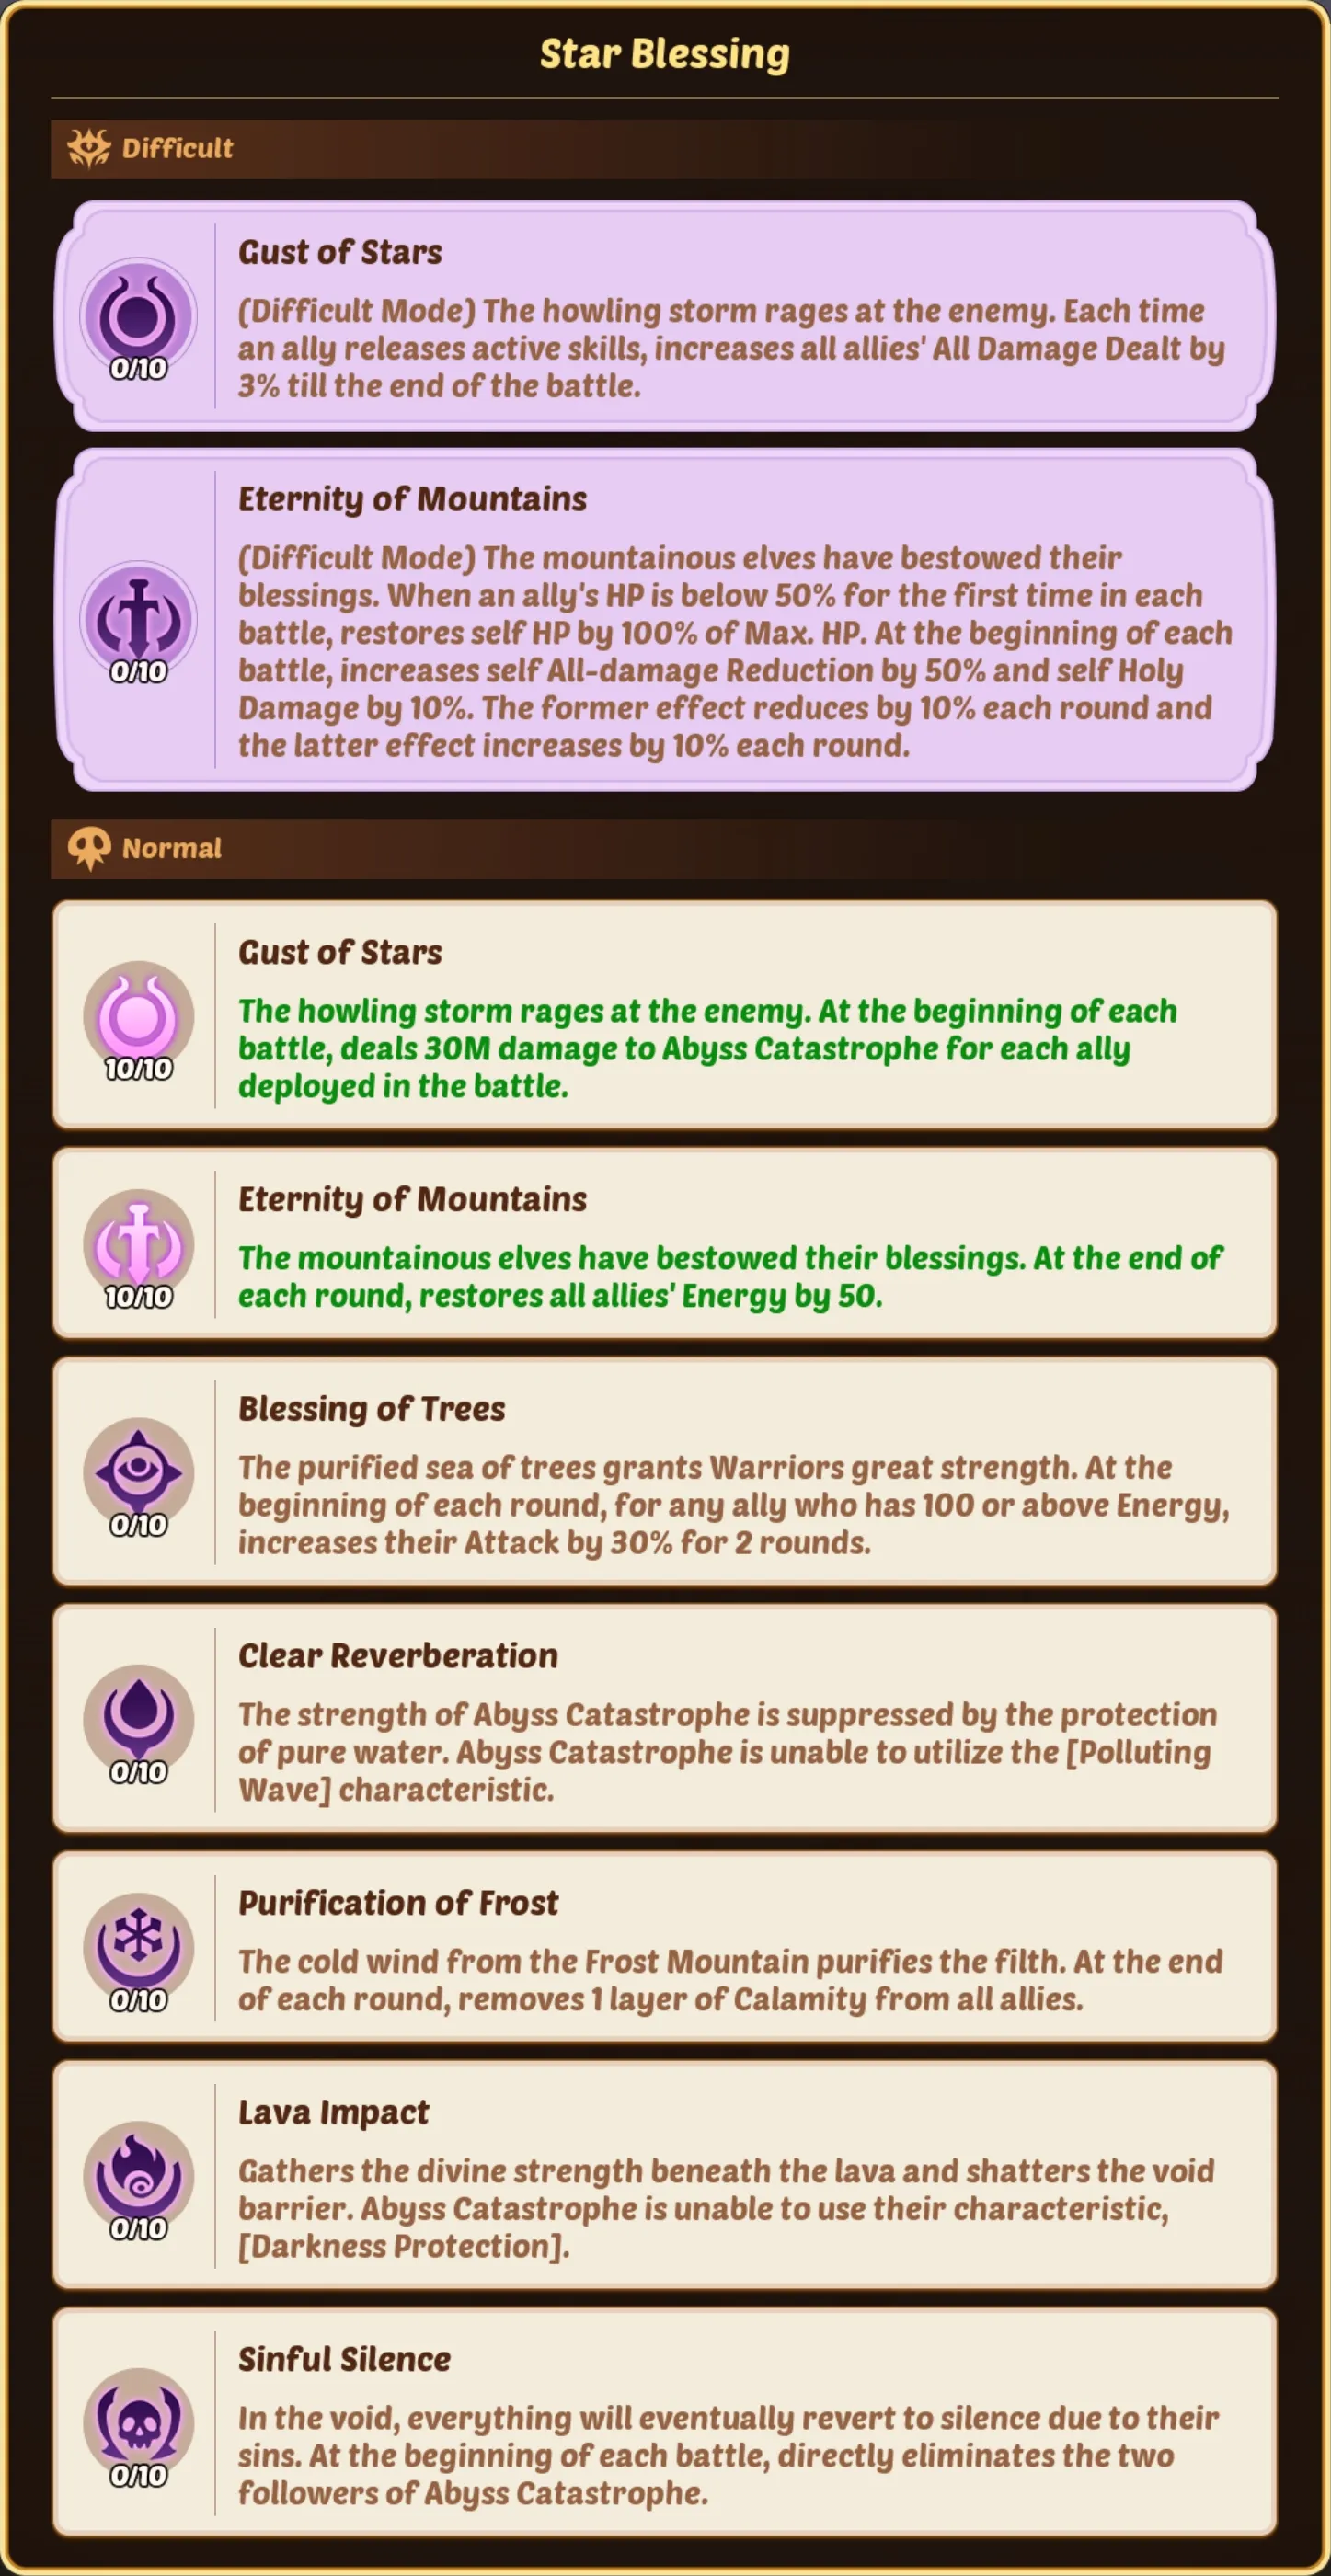 Star Blessing
Difficult
Gust of Stars
(Difficult Mode) The howling storm rages at the enemy. Each time
an ally releases active skills, increases all allies' All Damage Dealt by
3% till the end of the battle.
0/10
Eternity of Mountains
(Difficult Mode) The mountainous elves have bestowed their
blessings. When an ally's HP is below 50% for the first time in each
battle, restores self HP by 100% of Max. HP. At the beginning of each
battle, increases self All-damage Reduction by 50% and self Holy
Damage by 10%. The former effect reduces by 10% each round and
the latter effect increases by 10% each round.
0/10
Normal
Gust of Stars
The howling storm rages at the enemy. At the beginning of each
battle, deals 30M damage to Abyss Catastrophe for each ally
deployed in the battle.
10/10
Eternity of Mountains
The mountainous elves have bestowed their blessings. At the end of
each round, restores all allies' Energy by 50.
10/10
Blessing of Trees
The purified sea of trees grants Warriors great strength. At the
beginning of each round, for any ally who has 100 or above Energy,
increases their Attack by 30% for 2 rounds.
0/10
Clear Reverberation
The strength of Abyss Catastrophe is suppressed by the protection
of pure water. Abyss Catastrophe is unable to utilize the [Polluting
Wave] characteristic.
0/10
Purification of Frost
The cold wind from the Frost Mountain purifies the filth. At the end
of each round, removes 1 layer of Calamity from all allies.
0/10
Lava Impact
Gathers the divine strength beneath the lava and shatters the void
barrier. Abyss Catastrophe is unable to use their characteristic,
[Darkness Protection].
0/10
Sinful Silence
In the void, everything will eventually revert to silence due to their
sins. At the beginning of each battle, directly eliminates the two
followers of Abyss Catastrophe.
0/10